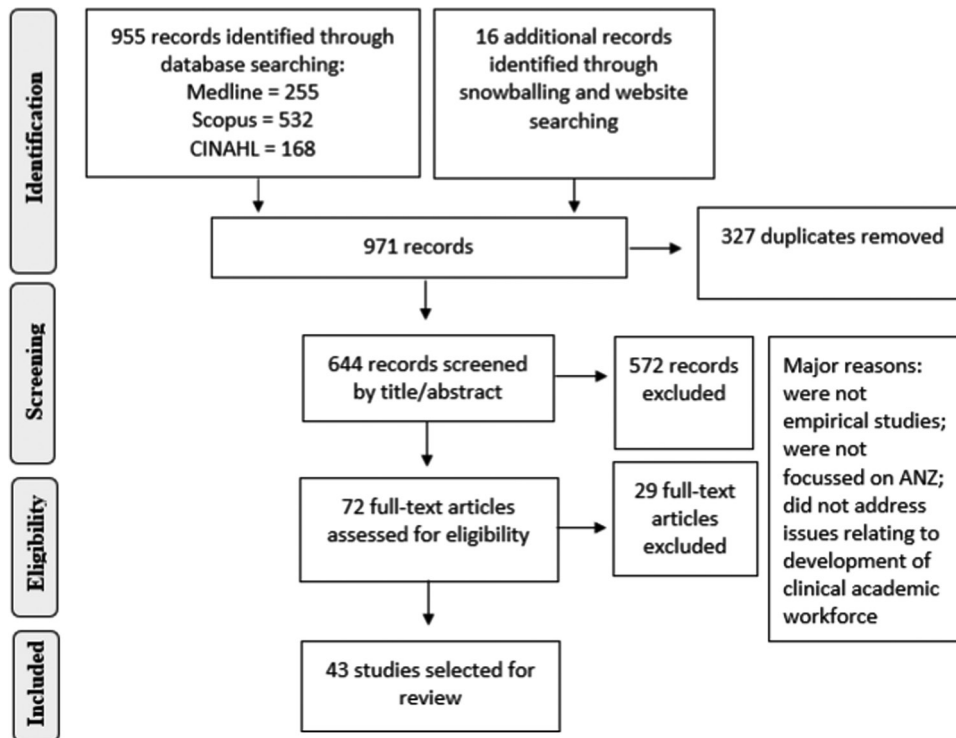 Identification
955 records identified through
database searching:
Medline = 255
Scopus = 532
CINAHL = 168
16 additional records
identified through
snowballing and website
searching
971 records
327 duplicates removed
Screening
644 records screened
by title/abstract
572 records
excluded
Major reasons:
were not
empirical studies;
were not
focussed on ANZ;
did not address
issues relating to
development of
clinical academic
workforce
Eligibility
72 full-text articles
assessed for eligibility
29 full-text
articles
excluded
Included
43 studies selected for
review